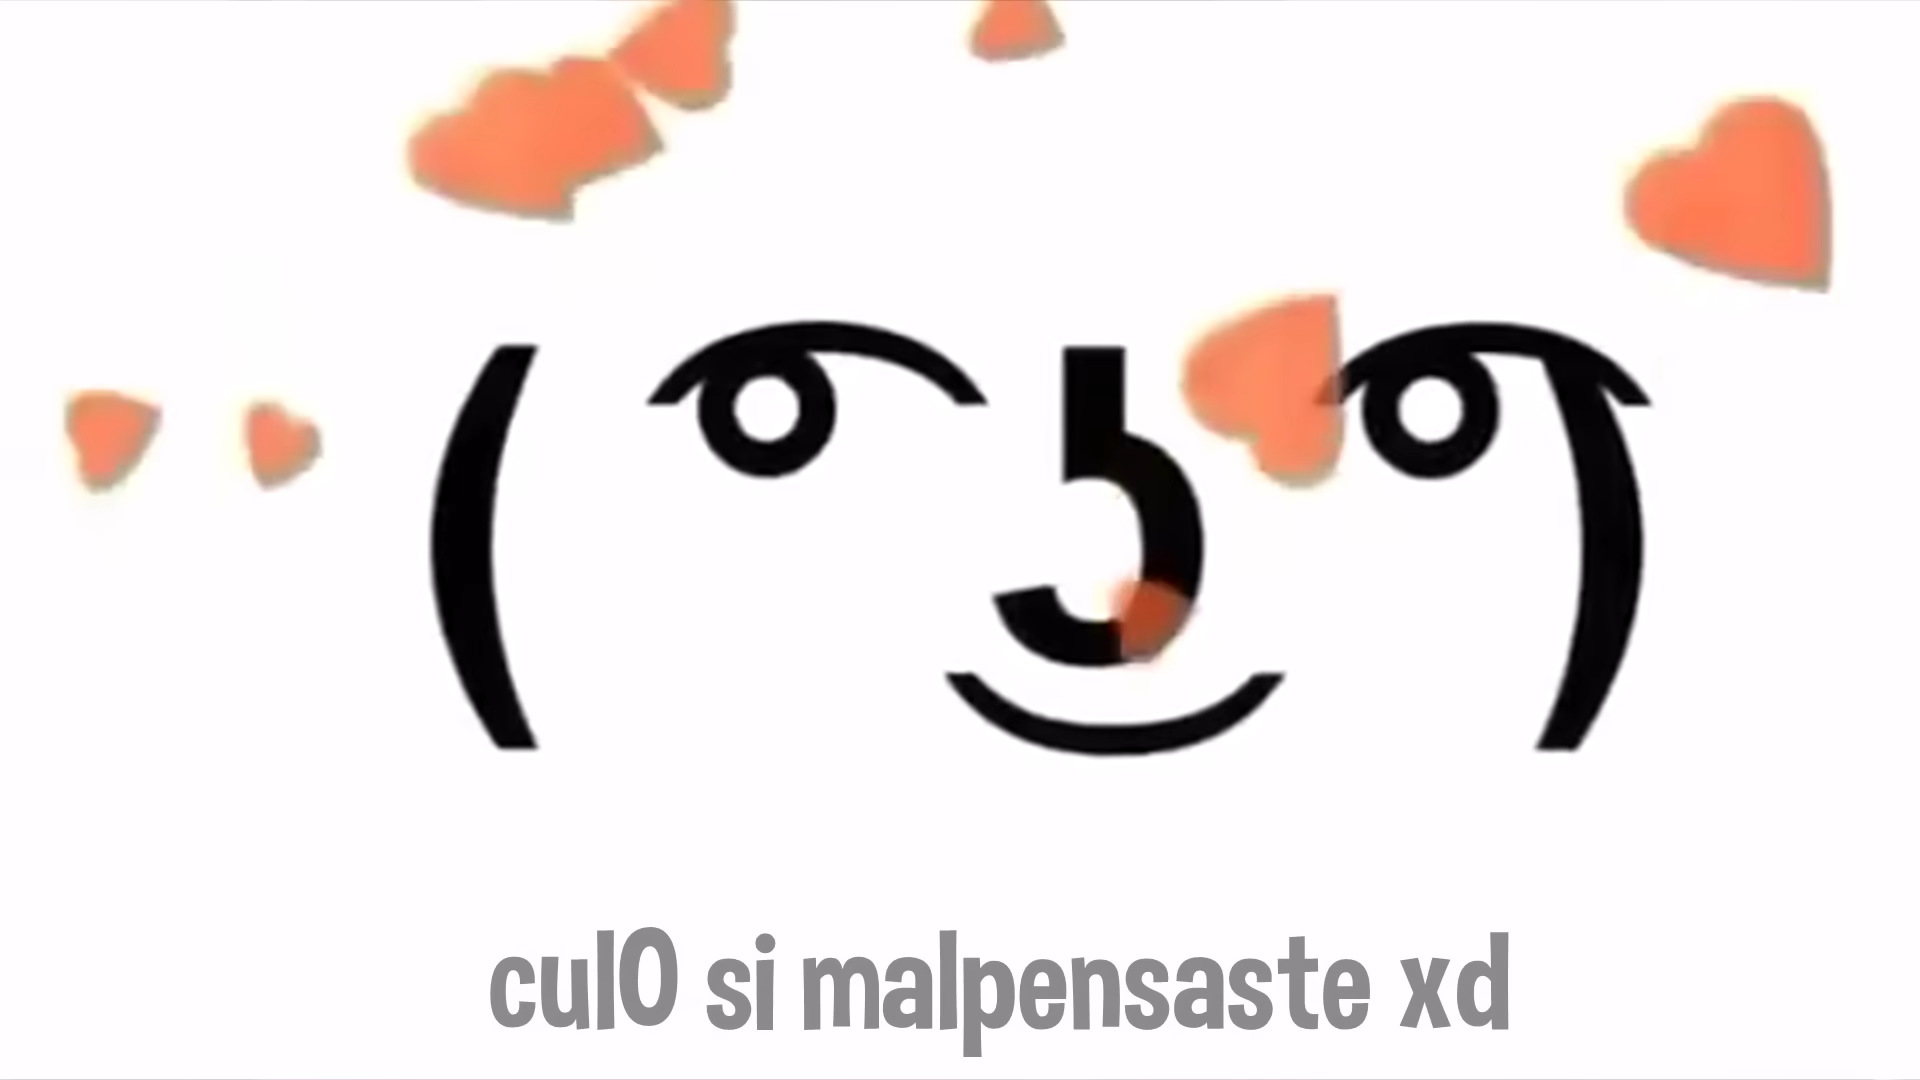 ( ͡° ͜ʖ ͡°)
cul0 si malpensaste xd